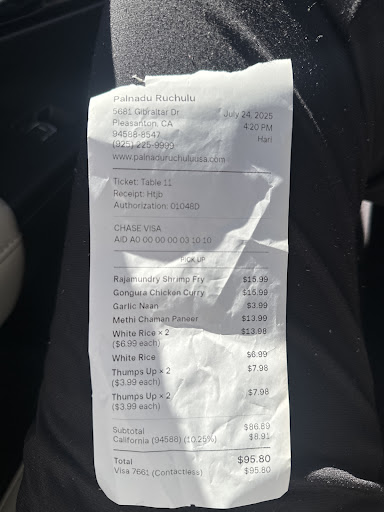 Palnadu Ruchulu
5681 Gibraltar Dr
Pleasanton, CA
94588-8547
(925) 225-9999
www.palnaduruchuluusa.com
July 24, 2025
4:20 PM
Hari
Ticket: Table 11
Receipt: Htjb
Authorization: 01048D
CHASE VISA
AID A0 00 00 00 03 10 10
PICK UP
Rajamundry Shrimp Fry $15.99
Gongura Chicken Curry $15.99
Garlic Naan $3.99
Methi Chaman Paneer $13.99
White Rice × 2 $13.98
($6.99 each)
White Rice $6.99
Thumps Up × 2 $7.98
($3.99 each)
Thumps Up × 2 $7.98
($3.99 each)
Subtotal $86.89
California (94588) (10.25%) $8.91
Total $95.80
Visa 7661 (Contactless) $95.80